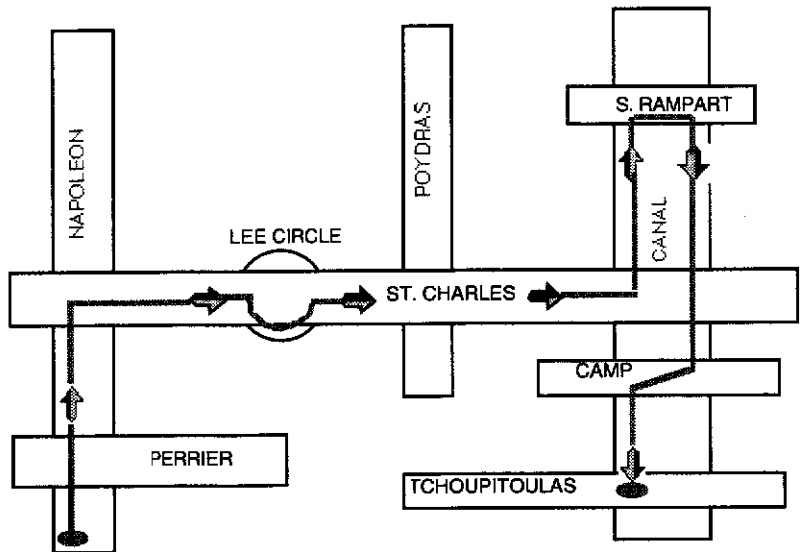 S. RAMPART
NAPOLEON
POYDRAS
CANAL
LEE CIRCLE
ST. CHARLES
CAMP
PERRIER
TCHOUPITOULAS